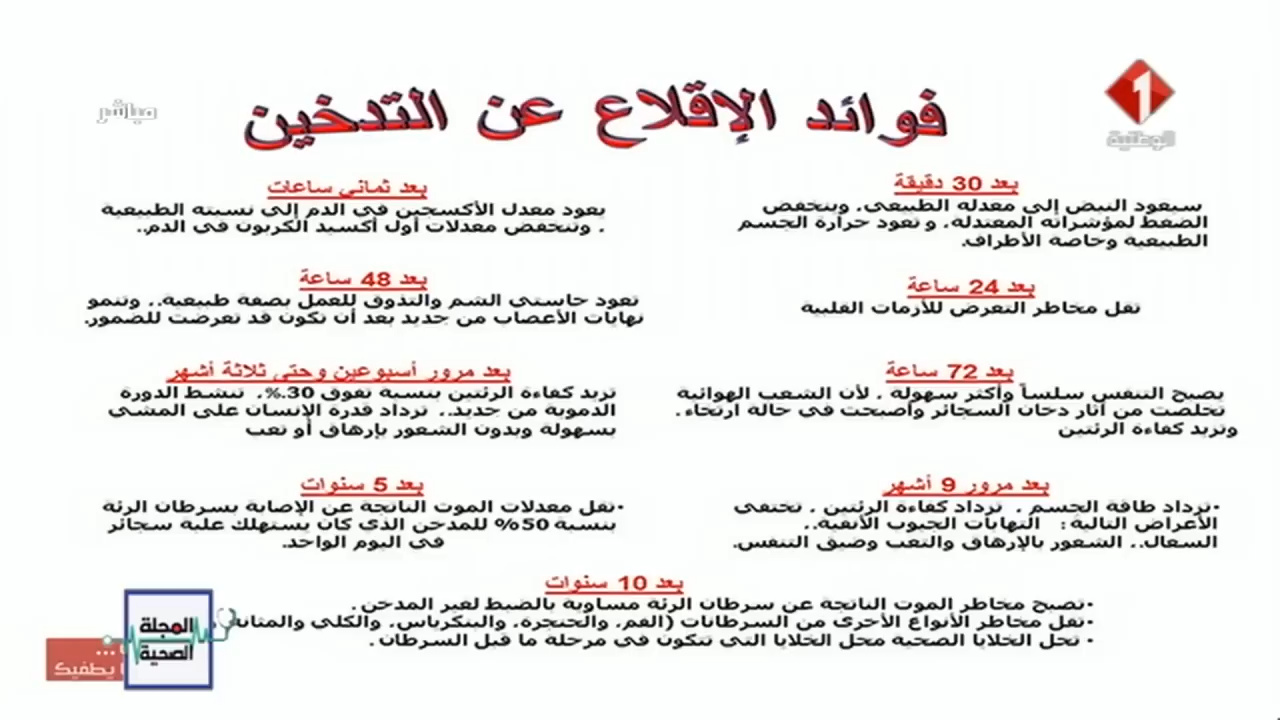 مباشر
الوطنية
1
فوائد الإقلاع عن التدخين
بعد 30 دقيقة
سيعود النبض إلى معدله الطبيعي، وينخفض
الضغط لمؤشراته المعتدلة، و تعود حرارة الجسم
الطبيعية وخاصة الأطراف.
بعد ثماني ساعات
يعود معدل الأكسجين في الدم إلى نسبته الطبيعية
، وتنخفض معدلات أول أكسيد الكربون في الدم..
بعد 24 ساعة
تقل مخاطر التعرض للأزمات القلبية
بعد 48 ساعة
تعود حاستي الشم والتذوق للعمل بصفة طبيعية.. وتنمو
نهايات الأعصاب من جديد بعد أن تكون قد تعرضت للضمور.
بعد 72 ساعة
يصبح التنفس سلساً وأكثر سهولة ، لأن الشعب الهوائية
تخلصت من آثار دخان السجائر وأصبحت في حالة ارتخاء .
وتزيد كفاءة الرئتين
بعد مرور أسبوعين وحتى ثلاثة أشهر
تزيد كفاءة الرئتين بنسبة تفوق 30%، تنشط الدورة
الدموية من جديد.. تزداد قدرة الإنسان على المشي
بسهولة وبدون الشعور بإرهاق أو تعب
بعد مرور 9 أشهر
•تزداد طاقة الجسم ، تزداد كفاءة الرئتين ، تختفي
الأعراض التالية : التهابات الجيوب الأنفية..
السعال.. الشعور بالإرهاق والتعب وضيق التنفس.
بعد 5 سنوات
•تقل معدلات الموت الناتجة عن الإصابة بسرطان الرئة
بنسبة 50% للمدخن الذي كان يستهلك علبة سجائر
في اليوم الواحد.
بعد 10 سنوات
•تصبح مخاطر الموت الناتجة عن سرطان الرئة مساوية بالضبط لغير المدخن .
•تقل مخاطر الأنواع الأخرى من السرطانات (الفم، والحنجرة، والبنكرياس، والكلى والمثانة
• تحل الخلايا الصحية محل الخلايا التي تتكون في مرحلة ما قبل السرطان .
المجلة
الصحية
يطفيك